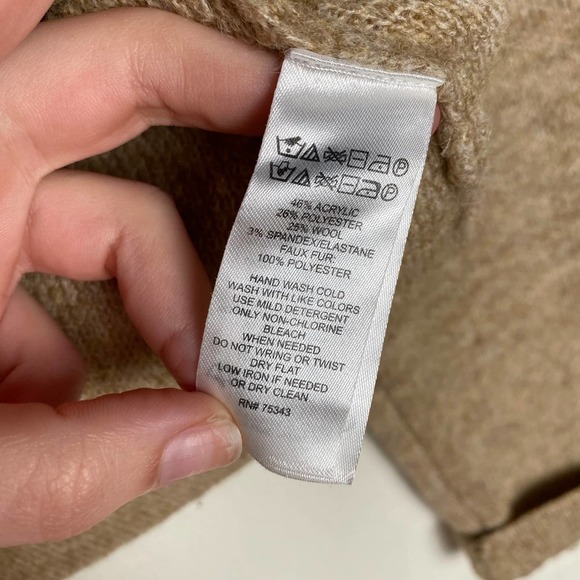 46% ACRYLIC
26% POLYESTER
25% WOOL
3% SPANDEX/ELASTANE
FAUX FUR:
100% POLYESTER
HAND WASH COLD
WASH WITH LIKE COLORS
USE MILD DETERGENT
ONLY NON-CHLORINE
BLEACH
WHEN NEEDED
DO NOT WRING OR TWIST
DRY FLAT
LOW IRON IF NEEDED
OR DRY CLEAN
RN# 75343